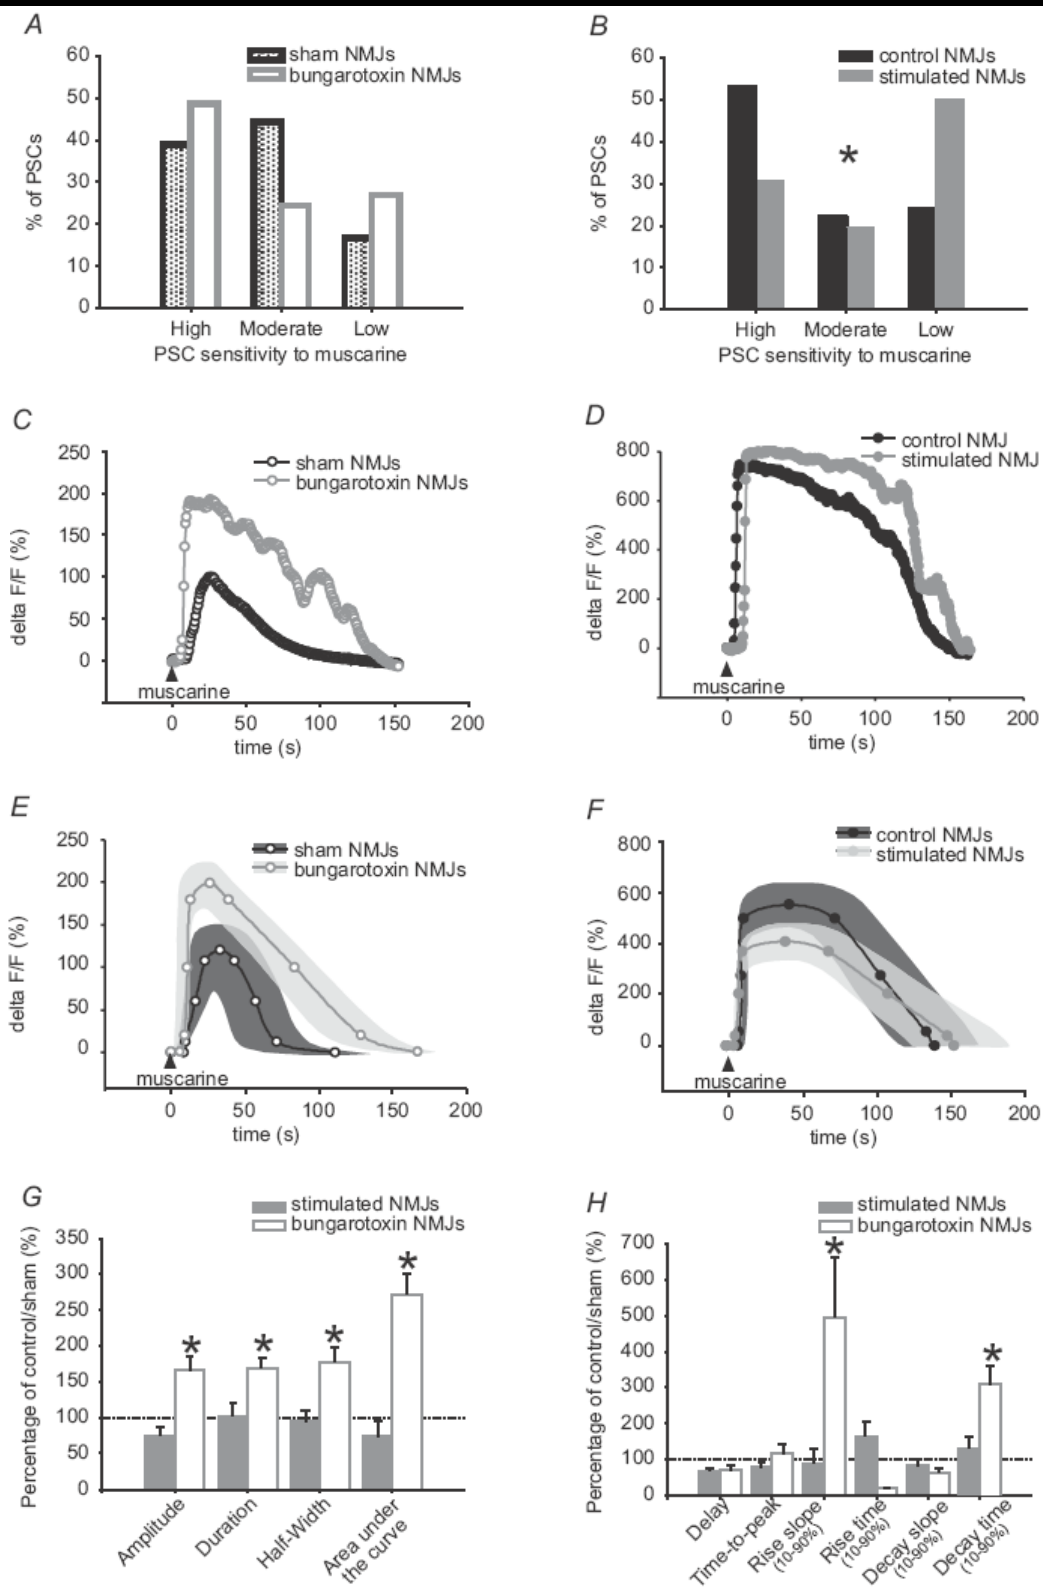 A
sham NMJs
bungarotoxin NMJs
60
50
40
30
20
10
0
% of PSCs
High Moderate Low
PSC sensitivity to muscarine
B
control NMJs
stimulated NMJs
*
60
50
40
30
20
10
0
% of PSCs
High Moderate Low
PSC sensitivity to muscarine
C
sham NMJs
bungarotoxin NMJs
250
200
150
100
50
0
delta F/F (%)
muscarine
0 50 100 150 200
time (s)
D
control NMJ
stimulated NMJ
800
600
400
200
0
delta F/F (%)
muscarine
0 50 100 150 200
time (s)
E
sham NMJs
bungarotoxin NMJs
250
200
150
100
50
0
delta F/F (%)
muscarine
0 50 100 150 200
time (s)
F
control NMJs
stimulated NMJs
800
600
400
200
0
delta F/F (%)
muscarine
0 50 100 150 200
time (s)
G
stimulated NMJs
bungarotoxin NMJs
350
300
250
200
150
100
50
0
Percentage of control/sham (%)
* * * *
Amplitude
Duration
Half-Width
Area under
the curve
H
stimulated NMJs
bungarotoxin NMJs
700
600
500
400
300
200
100
0
Percentage of control/sham (%)
* *
Delay
Time-to-peak
Rise slope
(10-90%)
Rise time
(10-90%)
Decay slope
(10-90%)
Decay time
(10-90%)